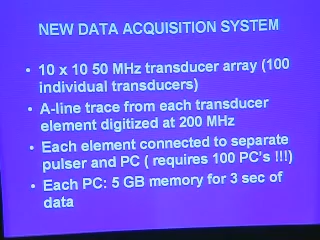 NEW DATA ACQUISITION SYSTEM
• 10 x 10 50 MHz transducer array (100
individual transducers)
• A-line trace from each transducer
element digitized at 200 MHz
• Each element connected to separate
pulser and PC ( requires 100 PC's !!!)
• Each PC: 5 GB memory for 3 sec of
data